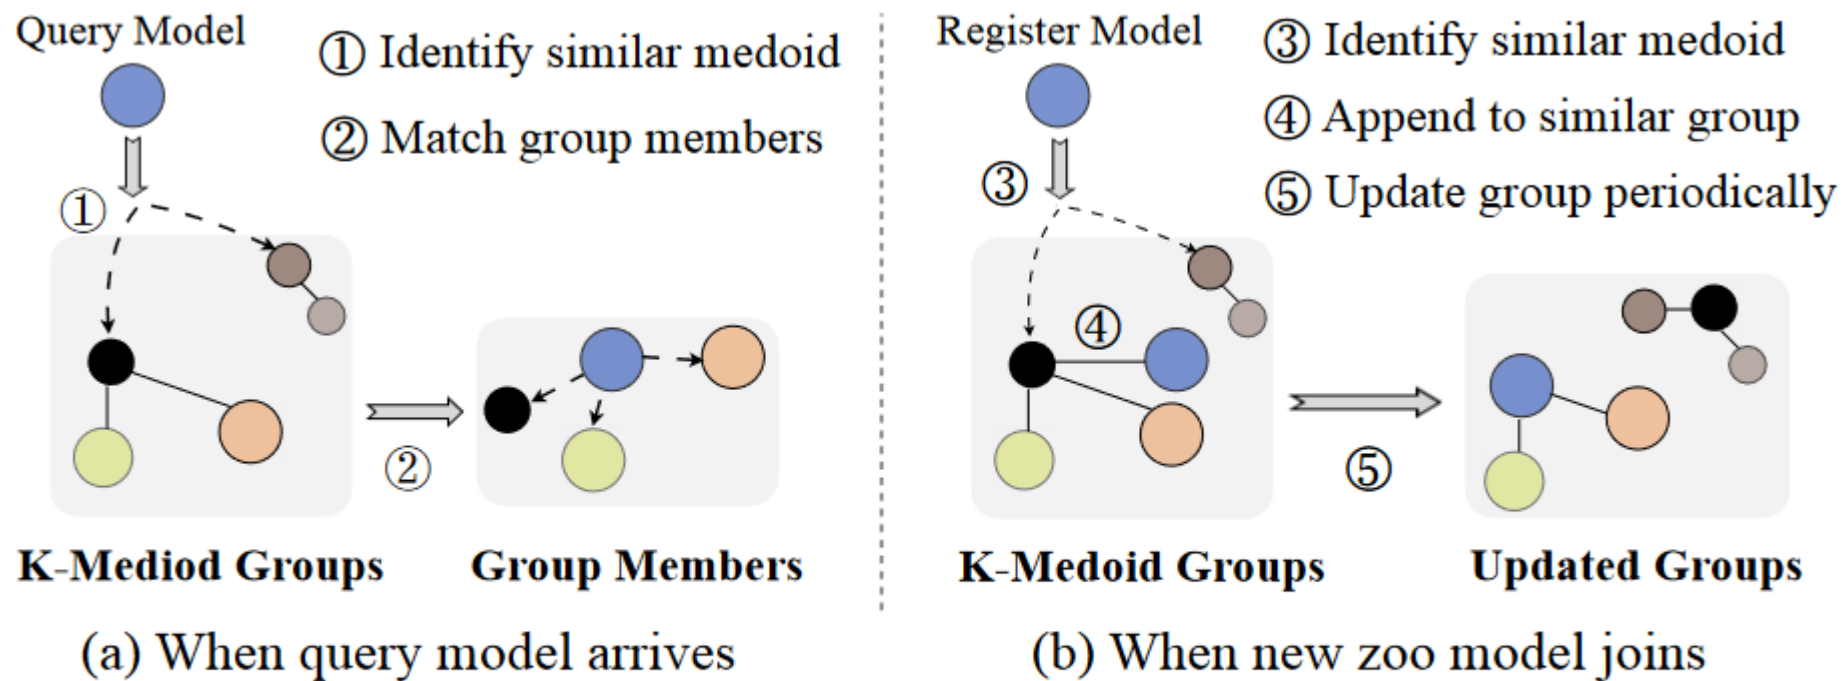 Query Model
① Identify similar medoid
② Match group members
①
②
K-Mediod Groups
Group Members
(a) When query model arrives
Register Model
③ Identify similar medoid
④ Append to similar group
⑤ Update group periodically
③
④
⑤
K-Medoid Groups
Updated Groups
(b) When new zoo model joins